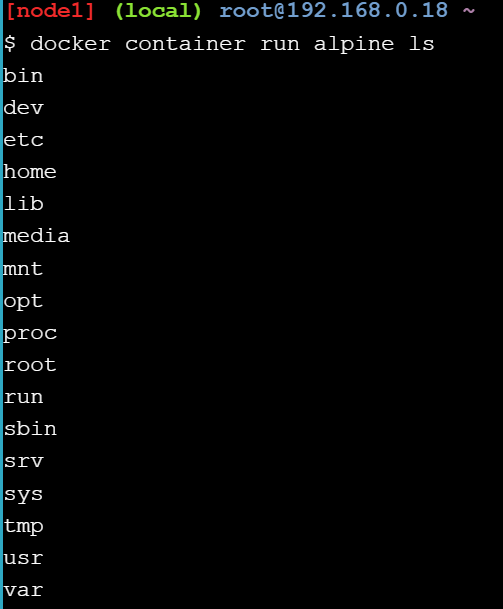 [node1] (local) root@192.168.0.18 ~
$ docker container run alpine ls
bin
dev
etc
home
lib
media
mnt
opt
proc
root
run
sbin
srv
sys
tmp
usr
var